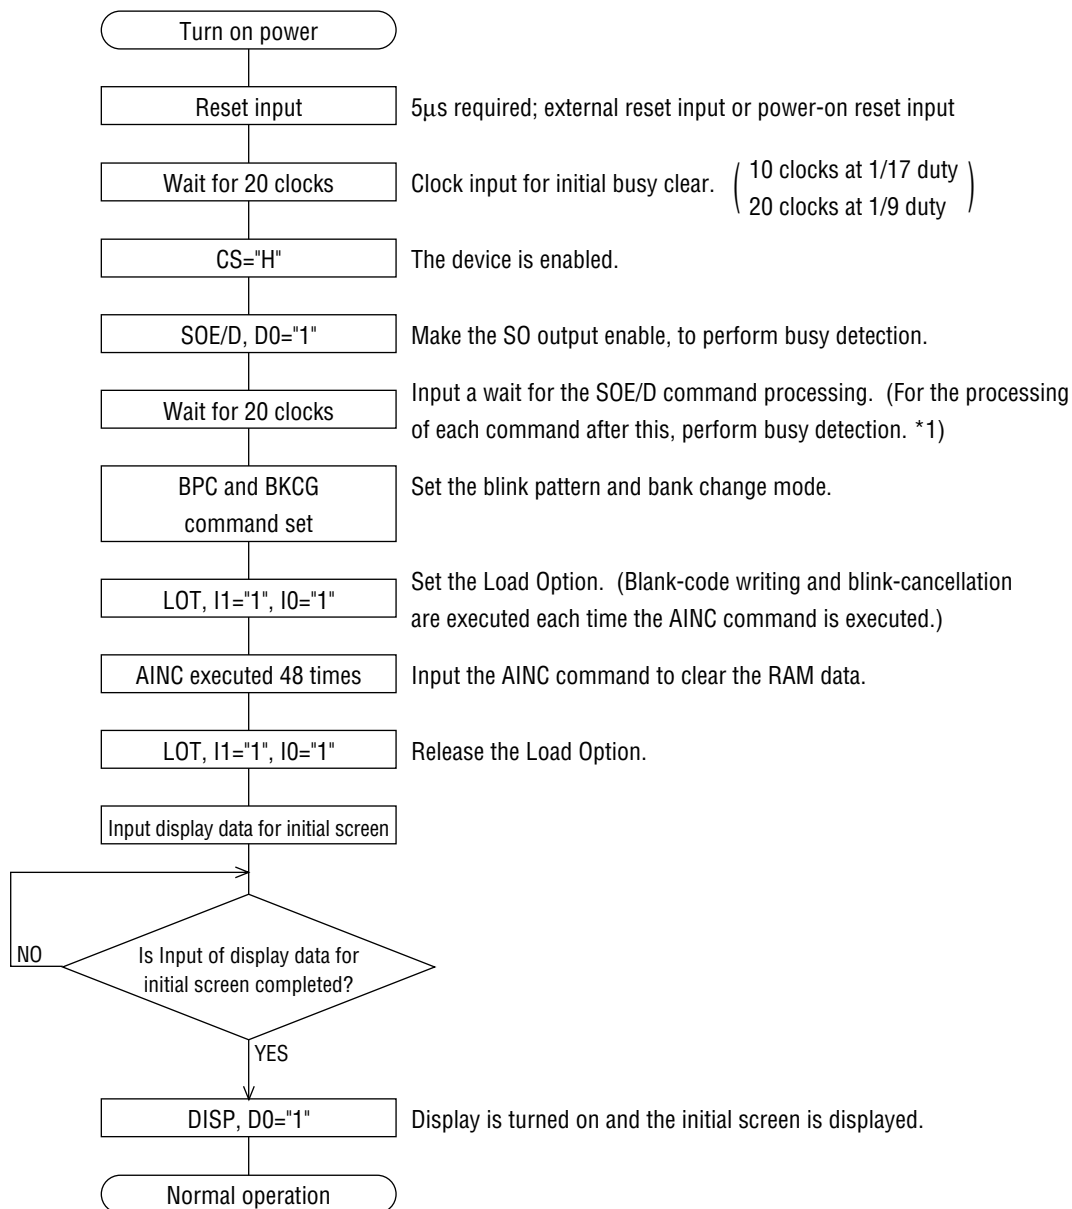 Turn on power
Reset input
5μs required; external reset input or power-on reset input
Wait for 20 clocks
Clock input for initial busy clear.
10 clocks at 1/17 duty
20 clocks at 1/9 duty
CS="H"
The device is enabled.
SOE/D, D0="1"
Make the SO output enable, to perform busy detection.
Wait for 20 clocks
Input a wait for the SOE/D command processing. (For the processing
of each command after this, perform busy detection. *1)
BPC and BKCG
command set
Set the blink pattern and bank change mode.
LOT, I1="1", I0="1"
Set the Load Option. (Blank-code writing and blink-cancellation
are executed each time the AINC command is executed.)
AINC executed 48 times
Input the AINC command to clear the RAM data.
LOT, I1="1", I0="1"
Release the Load Option.
Input display data for initial screen
NO
Is Input of display data for
initial screen completed?
YES
DISP, D0="1"
Display is turned on and the initial screen is displayed.
Normal operation